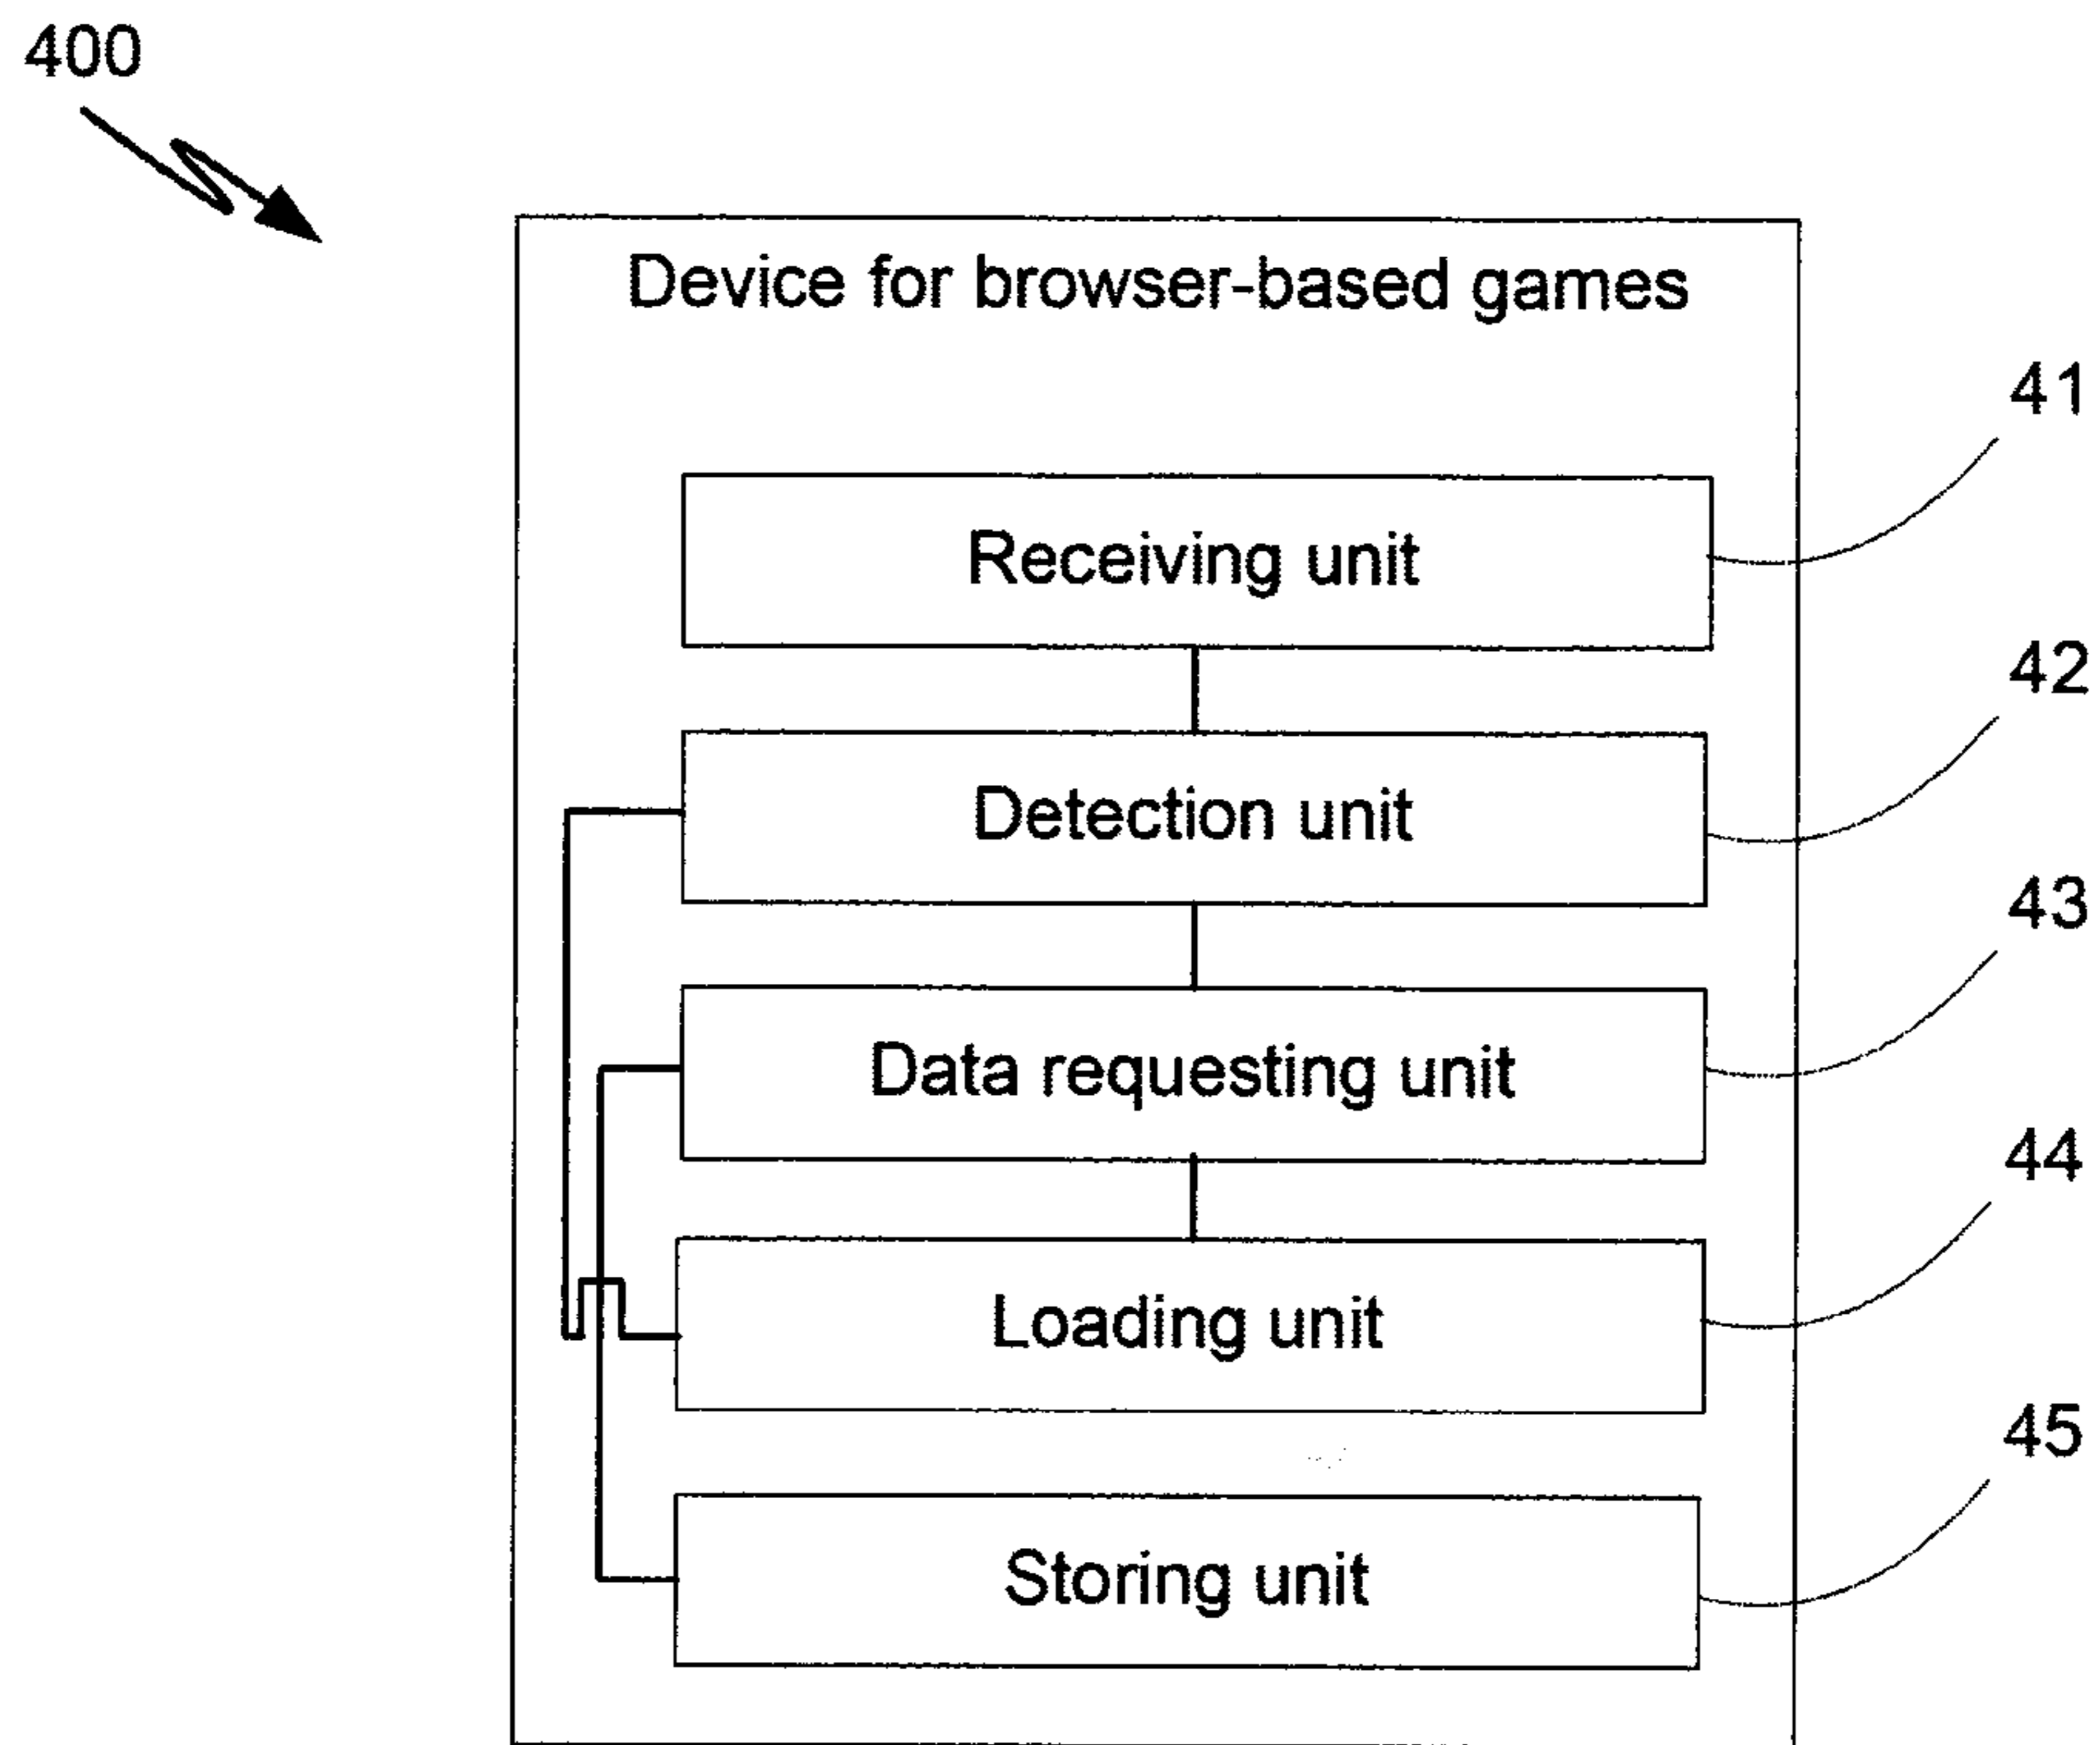 400
Device for browser-based games
41
Receiving unit
42
Detection unit
43
Data requesting unit
44
Loading unit
45
Storing unit